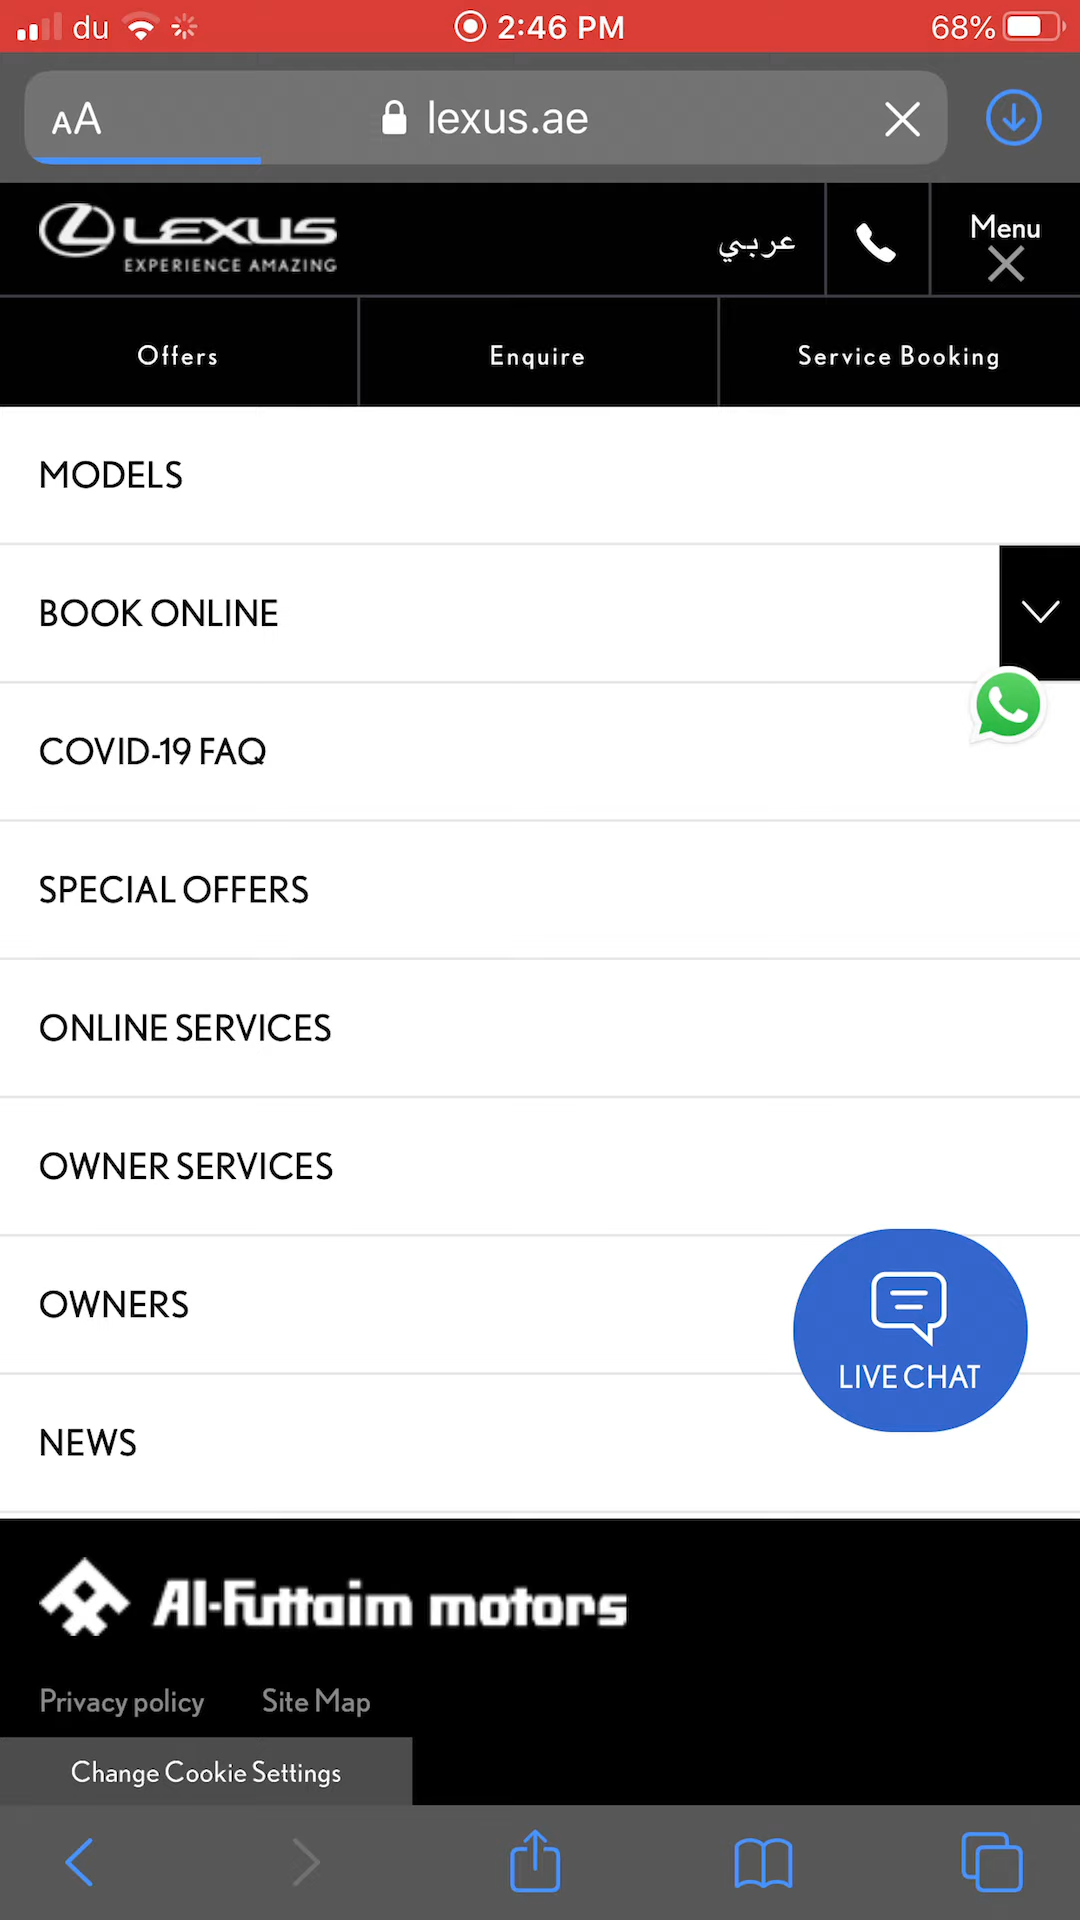 du 2:46 PM 68%
AA lexus.ae
LEXUS
EXPERIENCE AMAZING
عربي
Menu
Offers Enquire Service Booking
MODELS
BOOK ONLINE
COVID-19 FAQ
SPECIAL OFFERS
ONLINE SERVICES
OWNER SERVICES
OWNERS
LIVE CHAT
NEWS
Al-Futtaim motors
Privacy policy Site Map
Change Cookie Settings